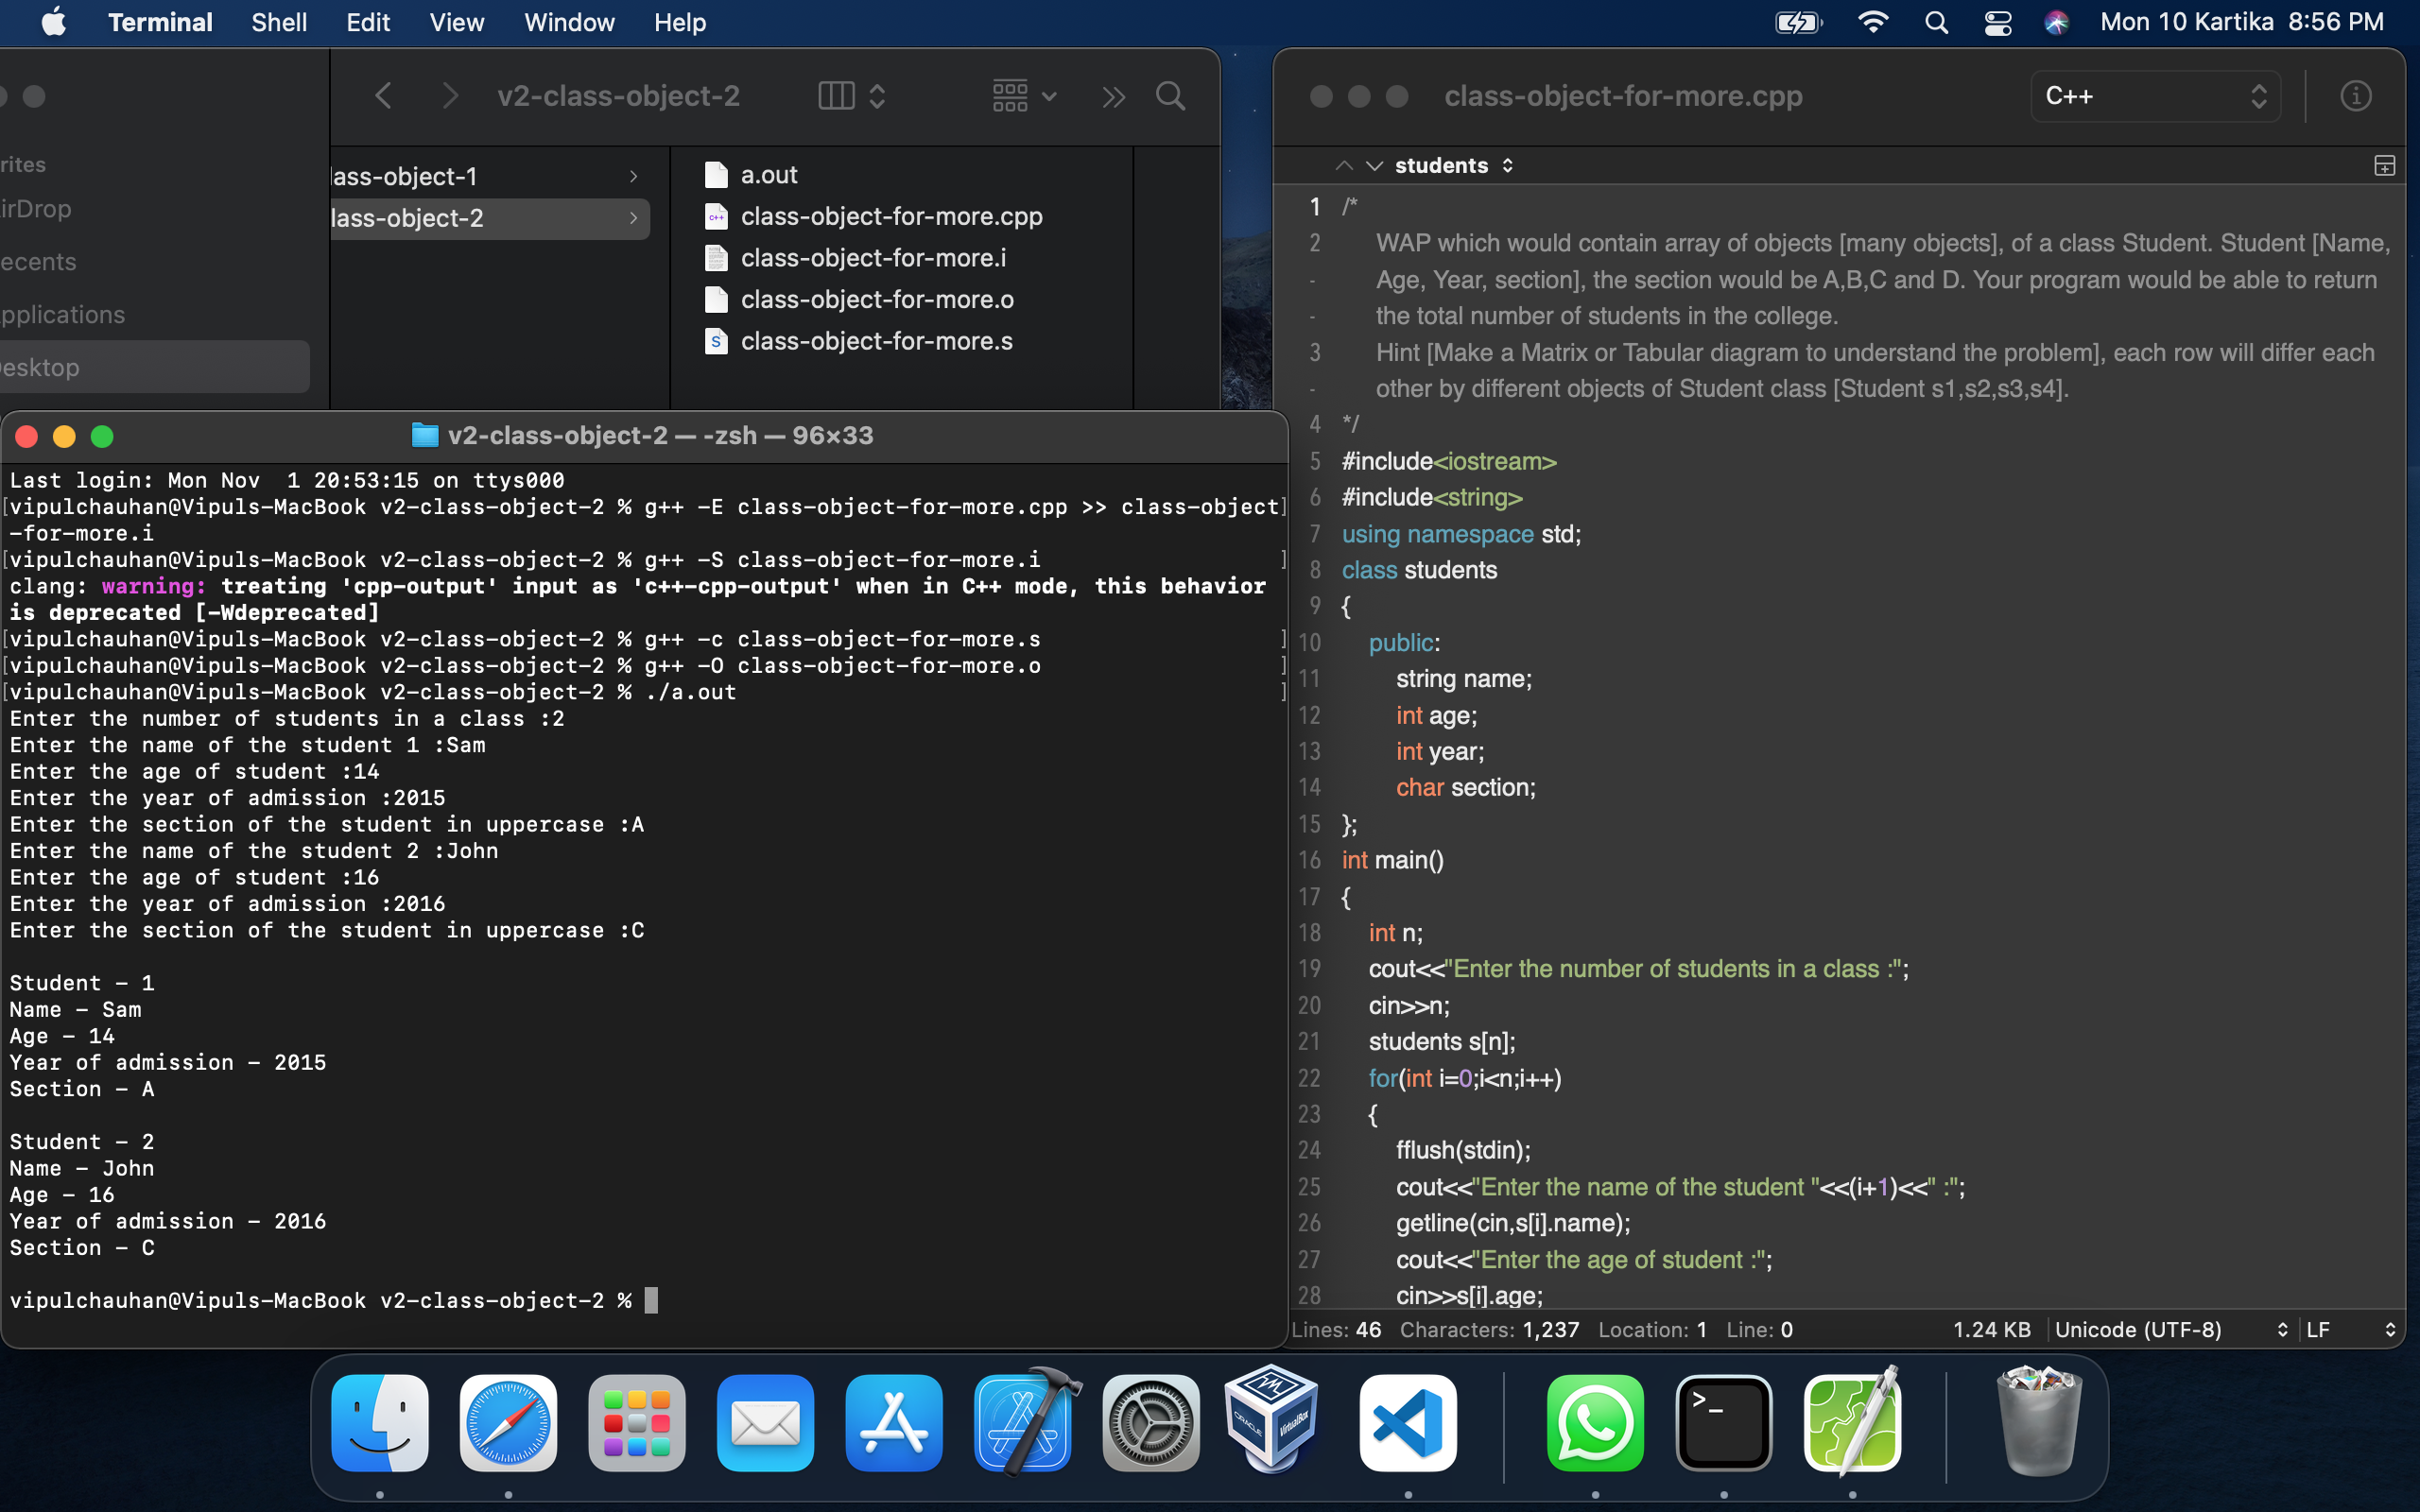 Terminal Shell Edit View Window Help Mon 10 Kartika 8:56 PM
v2-class-object-2
rites
irDrop
ecents
pplications
esktop
lass-object-1
lass-object-2
a.out
class-object-for-more.cpp
class-object-for-more.i
class-object-for-more.o
class-object-for-more.s
v2-class-object-2 — -zsh — 96×33
Last login: Mon Nov  1 20:53:15 on ttys000
[vipulchauhan@Vipuls-MacBook v2-class-object-2 % g++ -E class-object-for-more.cpp >> class-object]
-for-more.i
[vipulchauhan@Vipuls-MacBook v2-class-object-2 % g++ -S class-object-for-more.i ]
clang: warning: treating 'cpp-output' input as 'c++-cpp-output' when in C++ mode, this behavior
is deprecated [-Wdeprecated]
[vipulchauhan@Vipuls-MacBook v2-class-object-2 % g++ -c class-object-for-more.s ]
[vipulchauhan@Vipuls-MacBook v2-class-object-2 % g++ -O class-object-for-more.o ]
[vipulchauhan@Vipuls-MacBook v2-class-object-2 % ./a.out ]
Enter the number of students in a class :2
Enter the name of the student 1 :Sam
Enter the age of student :14
Enter the year of admission :2015
Enter the section of the student in uppercase :A
Enter the name of the student 2 :John
Enter the age of student :16
Enter the year of admission :2016
Enter the section of the student in uppercase :C
Student - 1
Name - Sam
Age - 14
Year of admission - 2015
Section - A
Student - 2
Name - John
Age - 16
Year of admission - 2016
Section - C
vipulchauhan@Vipuls-MacBook v2-class-object-2 %
class-object-for-more.cpp C++
students
1 /*
2 WAP which would contain array of objects [many objects], of a class Student. Student [Name,
- Age, Year, section], the section would be A,B,C and D. Your program would be able to return
- the total number of students in the college.
3 Hint [Make a Matrix or Tabular diagram to understand the problem], each row will differ each
- other by different objects of Student class [Student s1,s2,s3,s4].
4 */
5 #include<iostream>
6 #include<string>
7 using namespace std;
8 class students
9 {
10 public:
11 string name;
12 int age;
13 int year;
14 char section;
15 };
16 int main()
17 {
18 int n;
19 cout<<"Enter the number of students in a class :";
20 cin>>n;
21 students s[n];
22 for(int i=0;i<n;i++)
23 {
24 fflush(stdin);
25 cout<<"Enter the name of the student "<<(i+1)<<" :";
26 getline(cin,s[i].name);
27 cout<<"Enter the age of student :";
28 cin>>s[i].age;
Lines: 46 Characters: 1,237 Location: 1 Line: 0 1.24 KB Unicode (UTF-8) LF
ORACLE
VirtualBox
>_